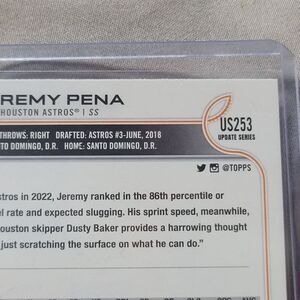 REMY PENA
HOUSTON ASTROS | SS
US253
UPDATE SERIES
THROWS: RIGHT DRAFTED: ASTROS #3-JUNE, 2018
TO DOMINGO, D.R. HOME: SANTO DOMINGO, D.R.
@TOPPS
stros in 2022, Jeremy ranked in the 86th percentile or
el rate and expected slugging. His sprint speed, meanwhile,
ouston skipper Dusty Baker provides a harrowing thought
just scratching the surface on what he can do."